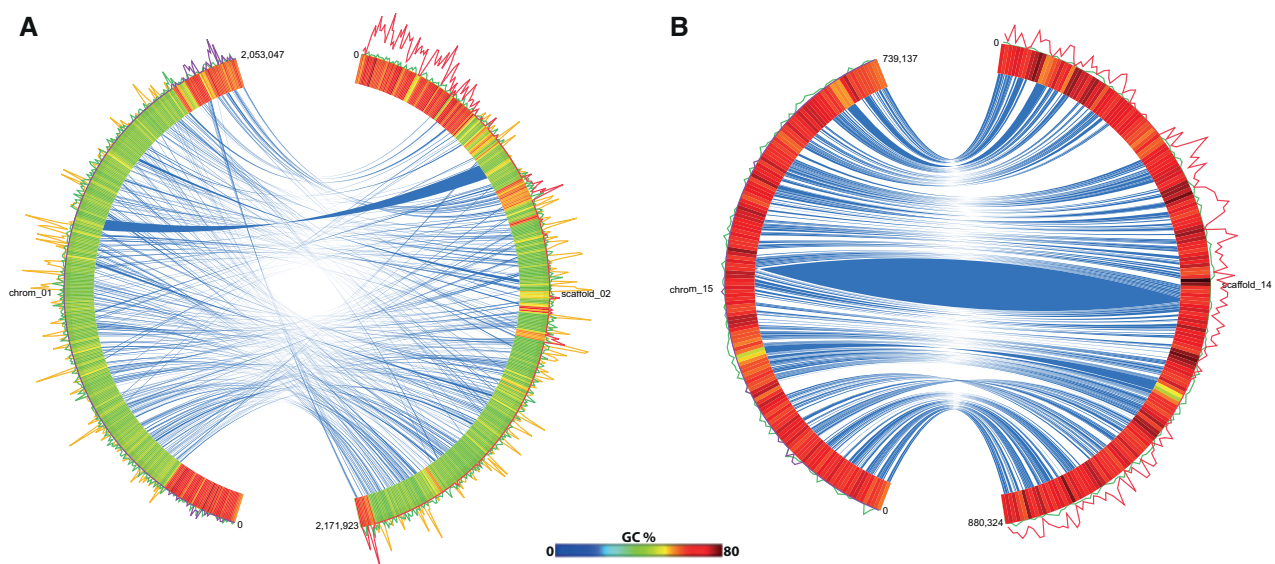 A
B
2,053,047
0
0
739,137
chrom_01
scaffold_02
chrom_15
scaffold_14
0
2,171,923
880,324
0
GC %
0
80